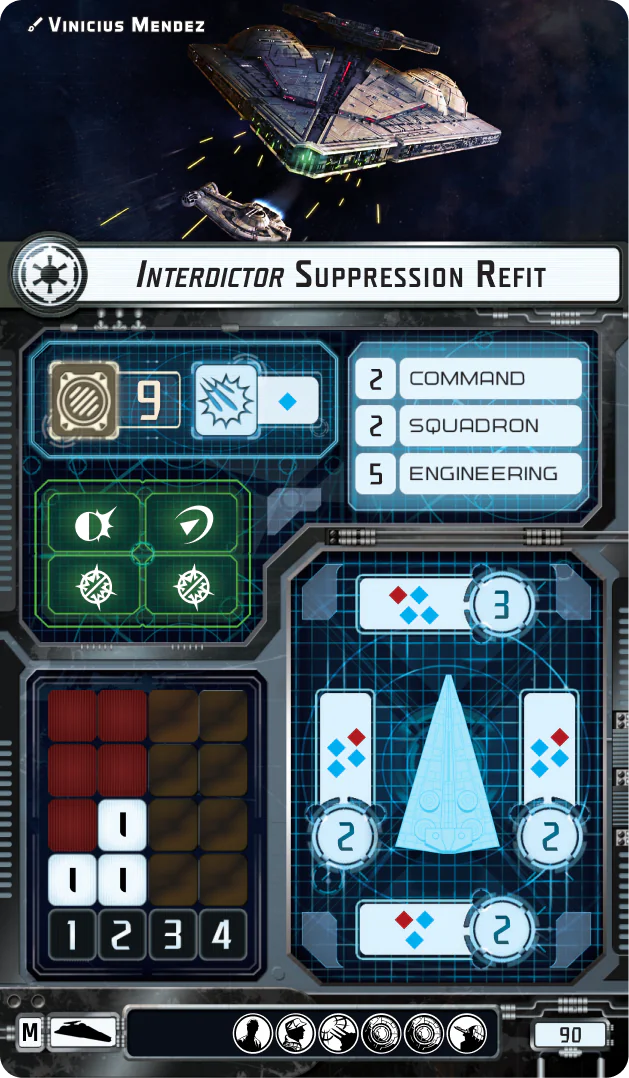 Vinicius Mendez
Interdictor Suppression Refit
9
2 COMMAND
2 SQUADRON
5 ENGINEERING
3
2
2
2
1
1 1
1 2 3 4
M
90